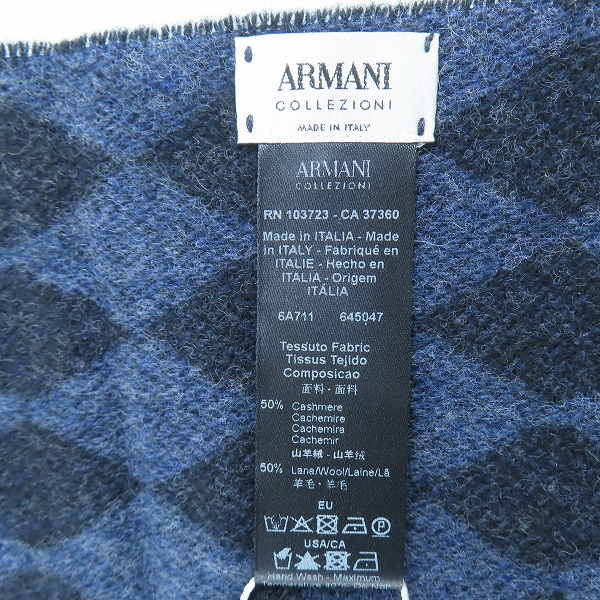 ARMANI
COLLEZIONI
MADE IN ITALY
ARMANI
COLLEZIONI
RN 103723 - CA 37360
Made in ITALIA - Made
in ITALY - Fabriqué en
ITALIE - Hecho en
ITALIA - Origem
ITÁLIA
6A711 645047
Tessuto Fabric
Tissus Tejido
Composicao
面料 - 面料
50% Cashmere
Cachemire
Cachemira
Cachemir
山羊绒 - 山羊绒
50% Lana/Wool/Laine/Lã
羊毛 - 羊毛
EU
USA/CA
Hand Wash - Maximum